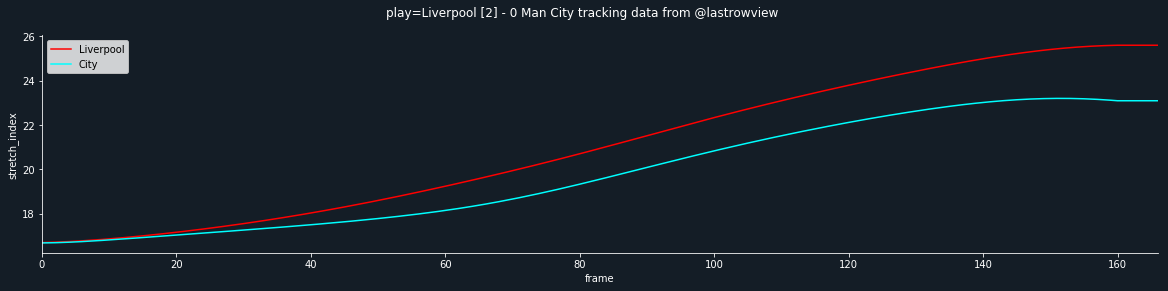 play=Liverpool [2] - 0 Man City tracking data from @lastrowview
Liverpool
City
stretch_index
26
24
22
20
18
0 20 40 60 80 100 120 140 160
frame